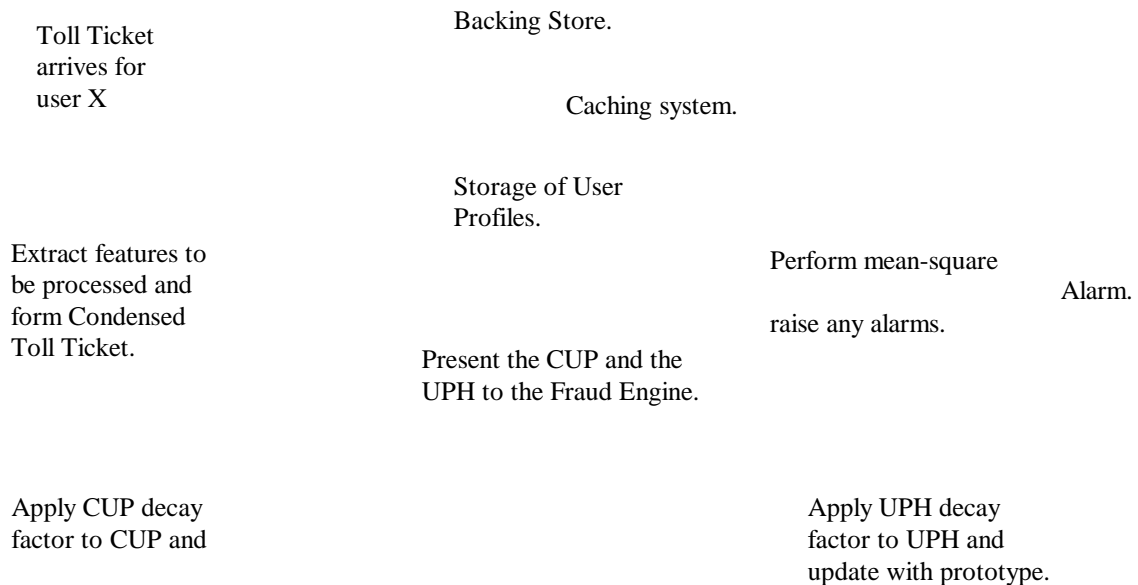 Toll Ticket
arrives for
user X
Backing Store.
Caching system.
Storage of User
Profiles.
Extract features to
be processed and
form Condensed
Toll Ticket.
Perform mean-square
raise any alarms.
Alarm.
Present the CUP and the
UPH to the Fraud Engine.
Apply CUP decay
factor to CUP and
Apply UPH decay
factor to UPH and
update with prototype.